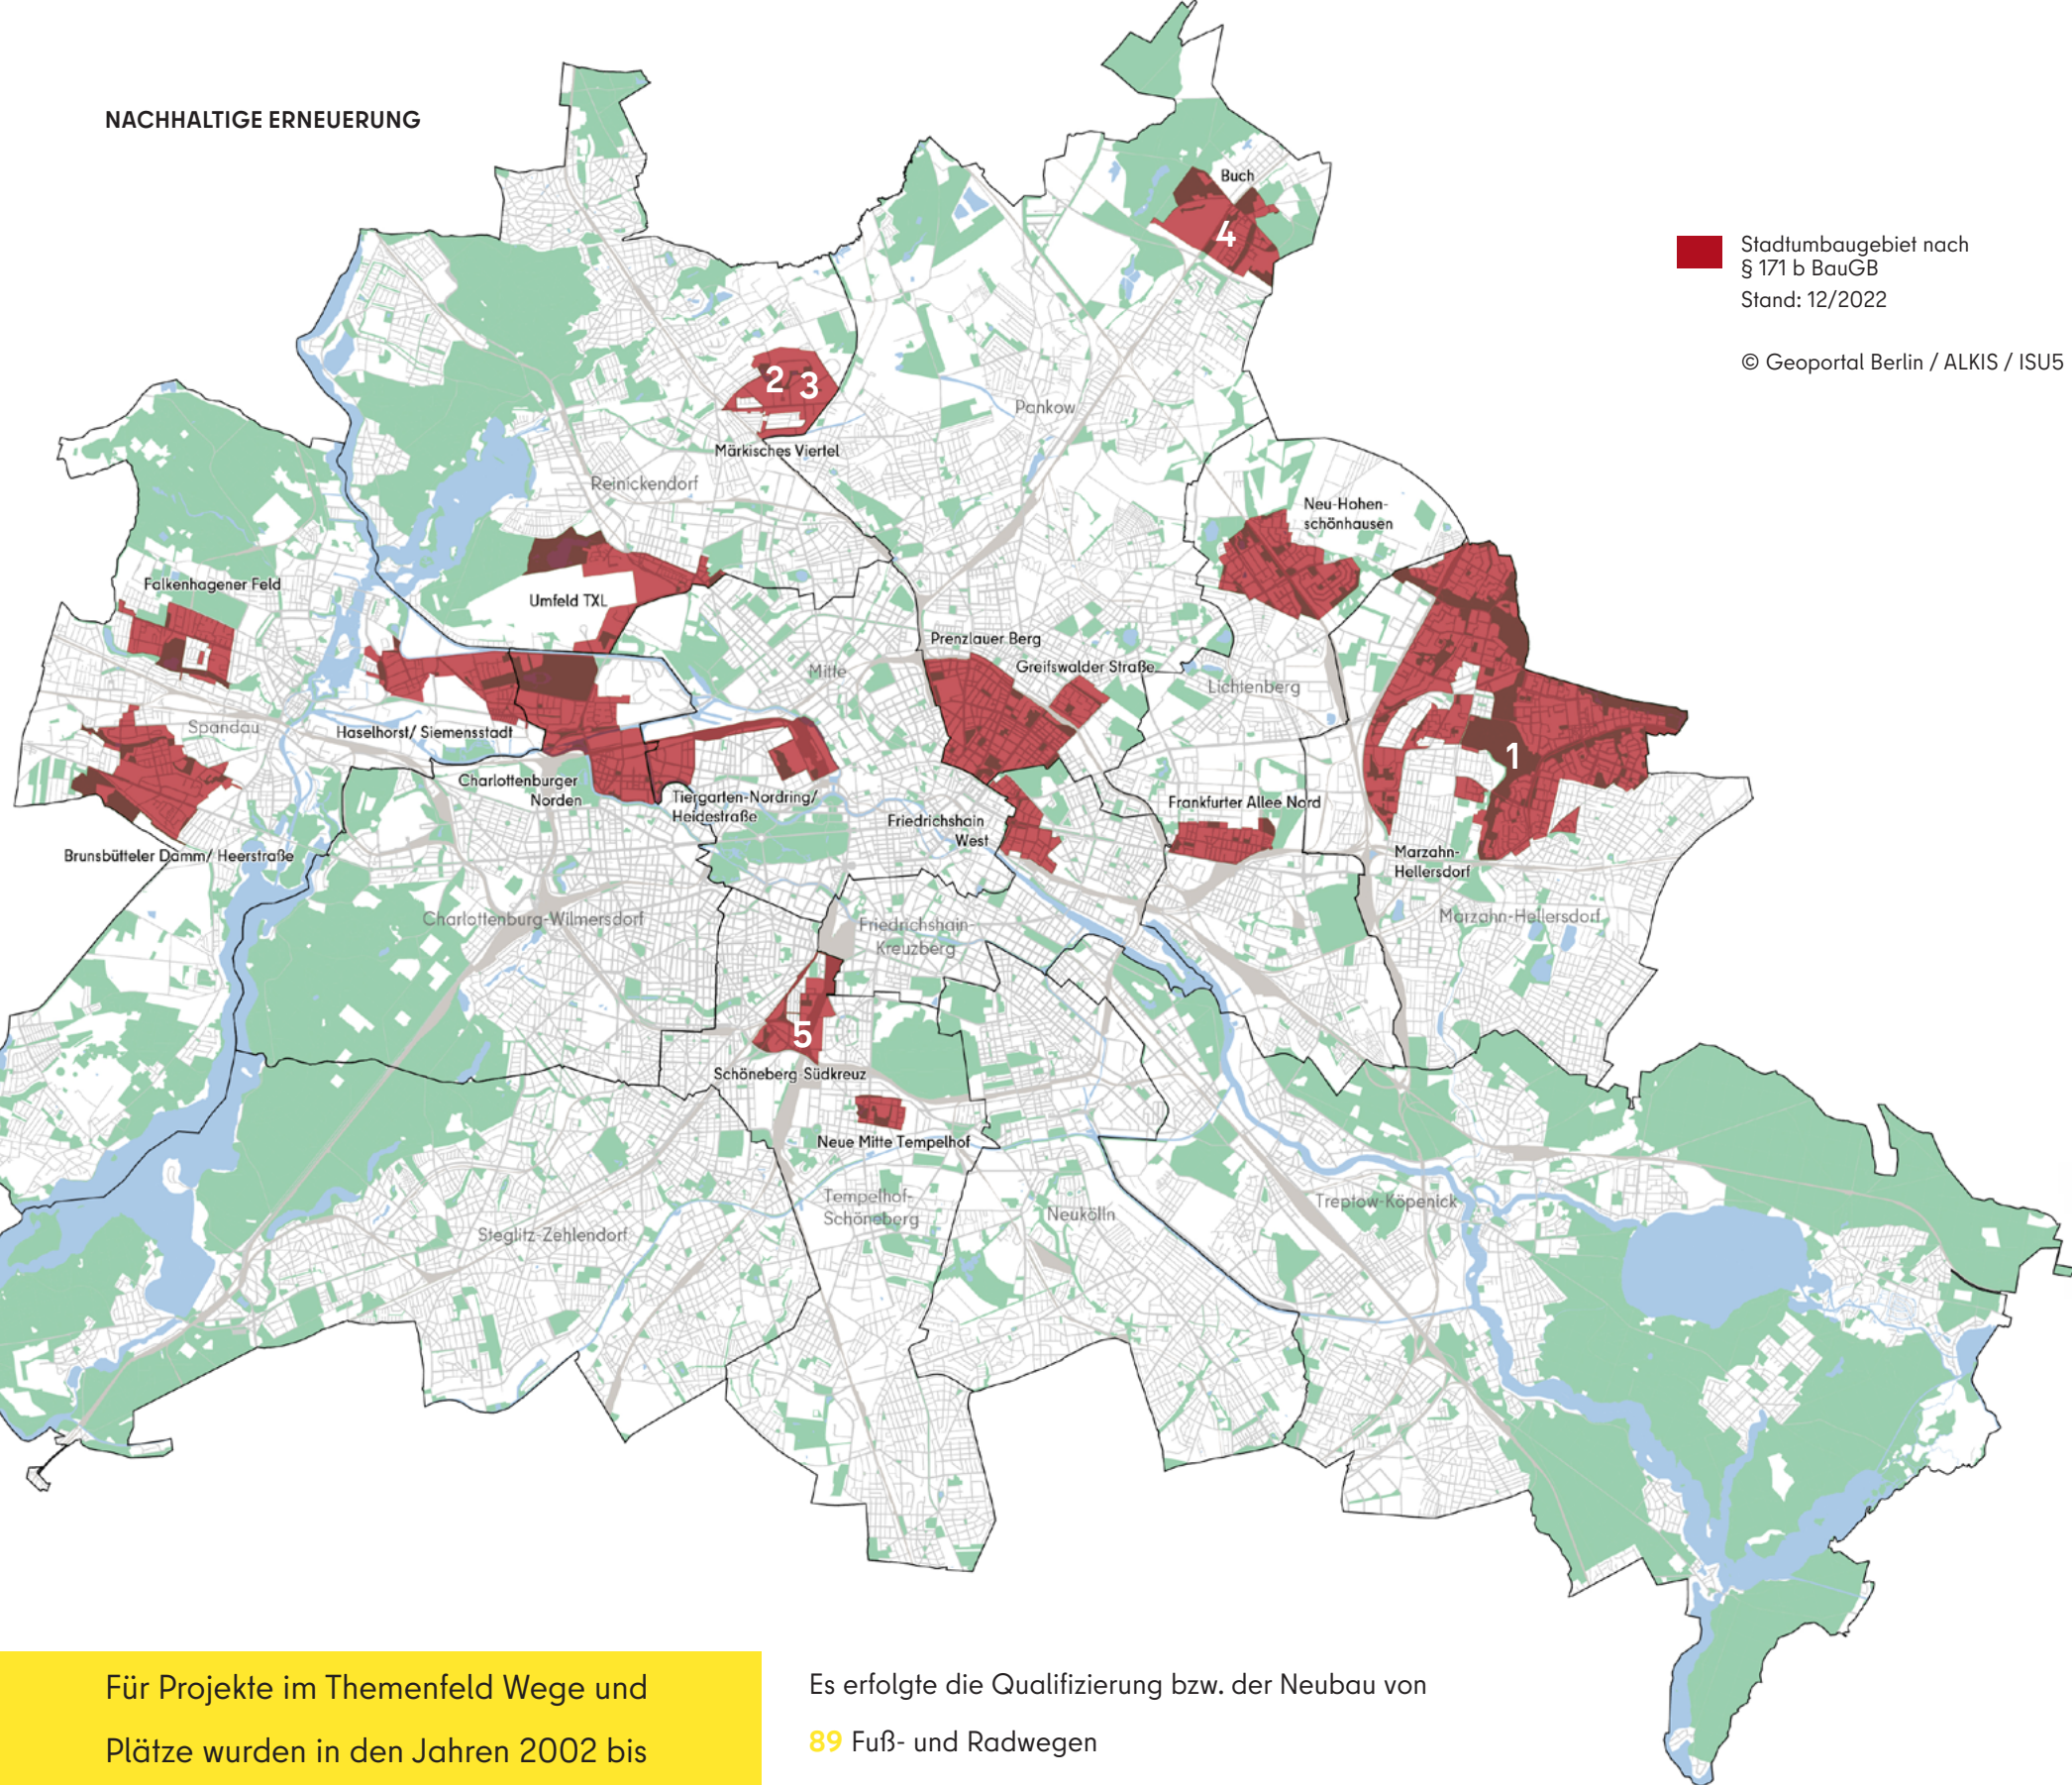 NACHHALTIGE ERNEUERUNG
Stadtumbaugebiet nach
§ 171 b BauGB
Stand: 12/2022
© Geoportal Berlin / ALKIS / ISU5
Buch
4
2 3
Märkisches Viertel
Pankow
Reinickendorf
Neu-Hohen-
schönhausen
Falkenhagener Feld
Umfeld TXL
Prenzlauer Berg
Greifswalder Straße
Mitte
Lichtenberg
Spandau
Haselhorst/ Siemensstadt
1
Charlottenburger
Norden
Tiergarten-Nordring/
Heidestraße
Frankfurter Allee Nord
Friedrichshain
West
Brunsbütteler Damm/ Heerstraße
Marzahn-
Hellersdorf
Charlottenburg-Wilmersdorf
Friedrichshain-
Kreuzberg
Marzahn-Hellersdorf
5
Schöneberg Südkreuz
Neue Mitte Tempelhof
Tempelhof-
Schöneberg
Neukölln
Treptow-Köpenick
Steglitz-Zehlendorf
Für Projekte im Themenfeld Wege und
Plätze wurden in den Jahren 2002 bis
Es erfolgte die Qualifizierung bzw. der Neubau von
89 Fuß- und Radwegen